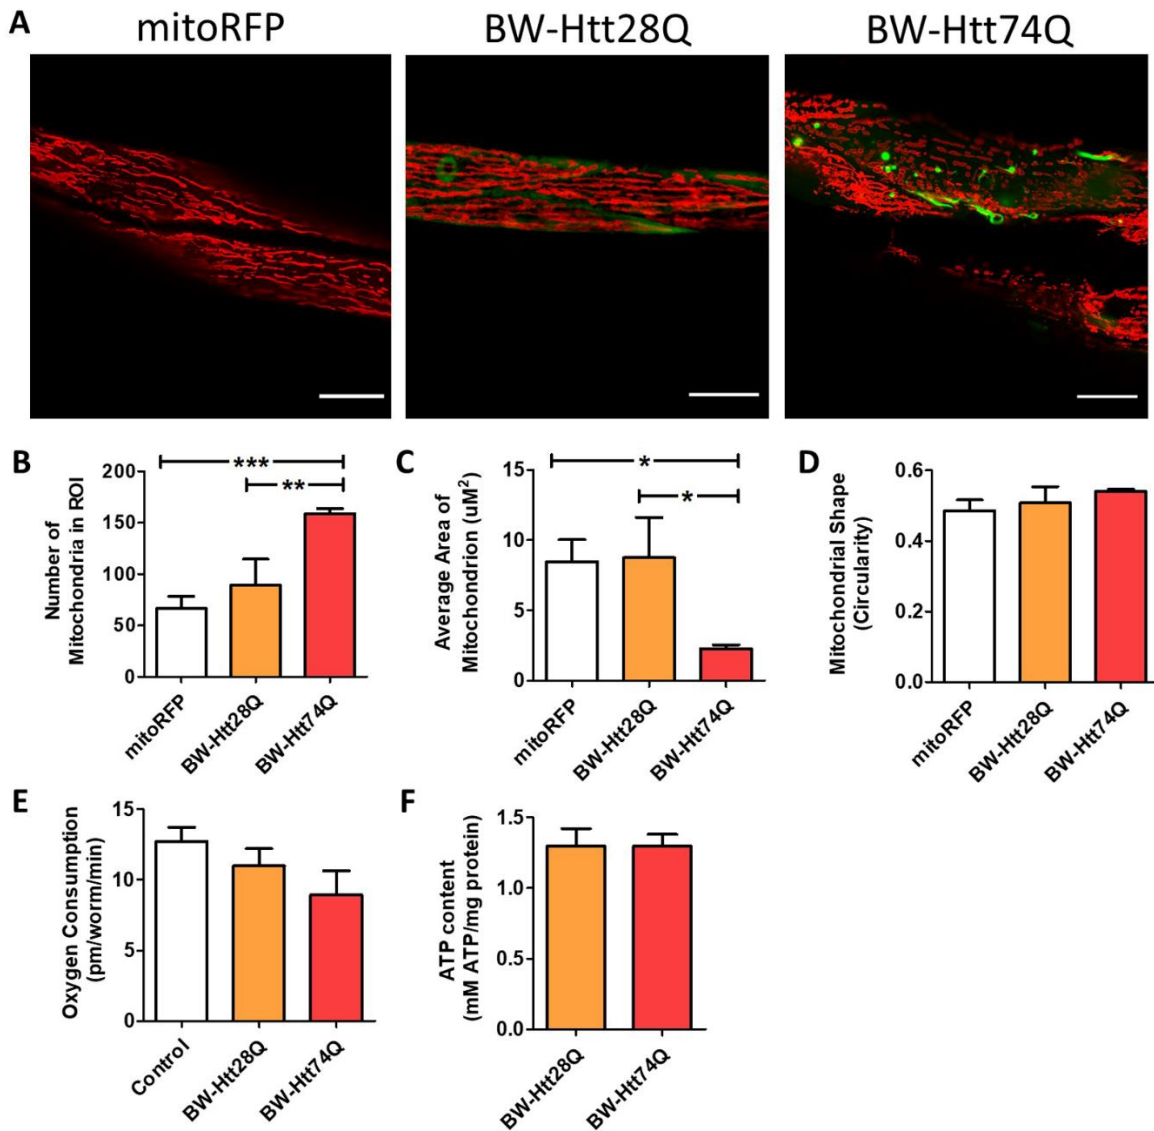 A
mitoRFP
BW-Htt28Q
BW-Htt74Q
B
Number of
Mitochondria in ROI
200
150
100
50
0
***
**
mitoRFP
BW-Htt28Q
BW-Htt74Q
C
Average Area of
Mitochondrion (uM²)
15
10
5
0
*
*
mitoRFP
BW-Htt28Q
BW-Htt74Q
D
Mitochondrial Shape
(Circularity)
0.6
0.4
0.2
0.0
mitoRFP
BW-Htt28Q
BW-Htt74Q
E
Oxygen Consumption
(pm/worm/min)
15
10
5
0
Control
BW-Htt28Q
BW-Htt74Q
F
ATP content
(mM ATP/mg protein)
1.5
1.0
0.5
0.0
BW-Htt28Q
BW-Htt74Q